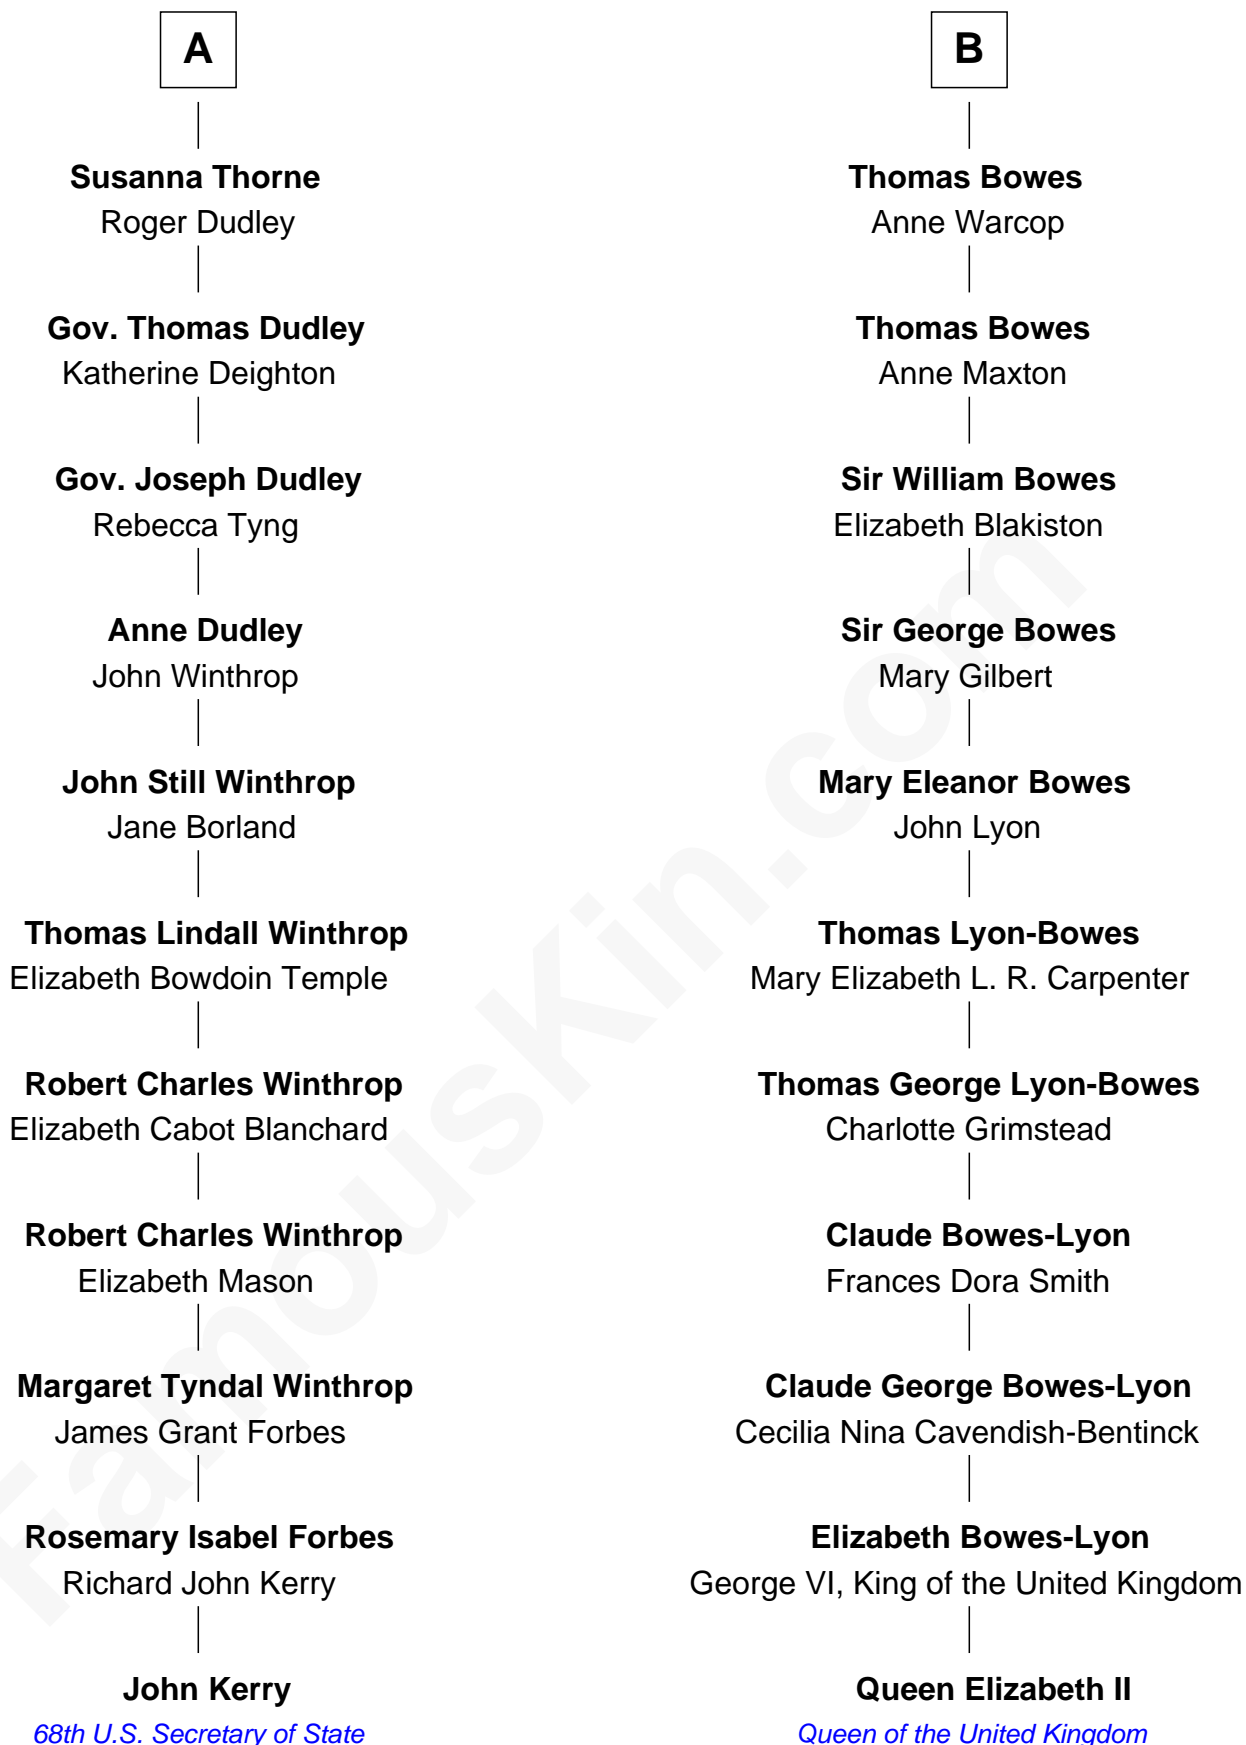 A
Susanna Thorne
Roger Dudley
Gov. Thomas Dudley
Katherine Deighton
Gov. Joseph Dudley
Rebecca Tyng
Anne Dudley
John Winthrop
John Still Winthrop
Jane Borland
Thomas Lindall Winthrop
Elizabeth Bowdoin Temple
Robert Charles Winthrop
Elizabeth Cabot Blanchard
Robert Charles Winthrop
Elizabeth Mason
Margaret Tyndal Winthrop
James Grant Forbes
Rosemary Isabel Forbes
Richard John Kerry
John Kerry
68th U.S. Secretary of State
B
Thomas Bowes
Anne Warcop
Thomas Bowes
Anne Maxton
Sir William Bowes
Elizabeth Blakiston
Sir George Bowes
Mary Gilbert
Mary Eleanor Bowes
John Lyon
Thomas Lyon-Bowes
Mary Elizabeth L. R. Carpenter
Thomas George Lyon-Bowes
Charlotte Grimstead
Claude Bowes-Lyon
Frances Dora Smith
Claude George Bowes-Lyon
Cecilia Nina Cavendish-Bentinck
Elizabeth Bowes-Lyon
George VI, King of the United Kingdom
Queen Elizabeth II
Queen of the United Kingdom
FamousKin.com